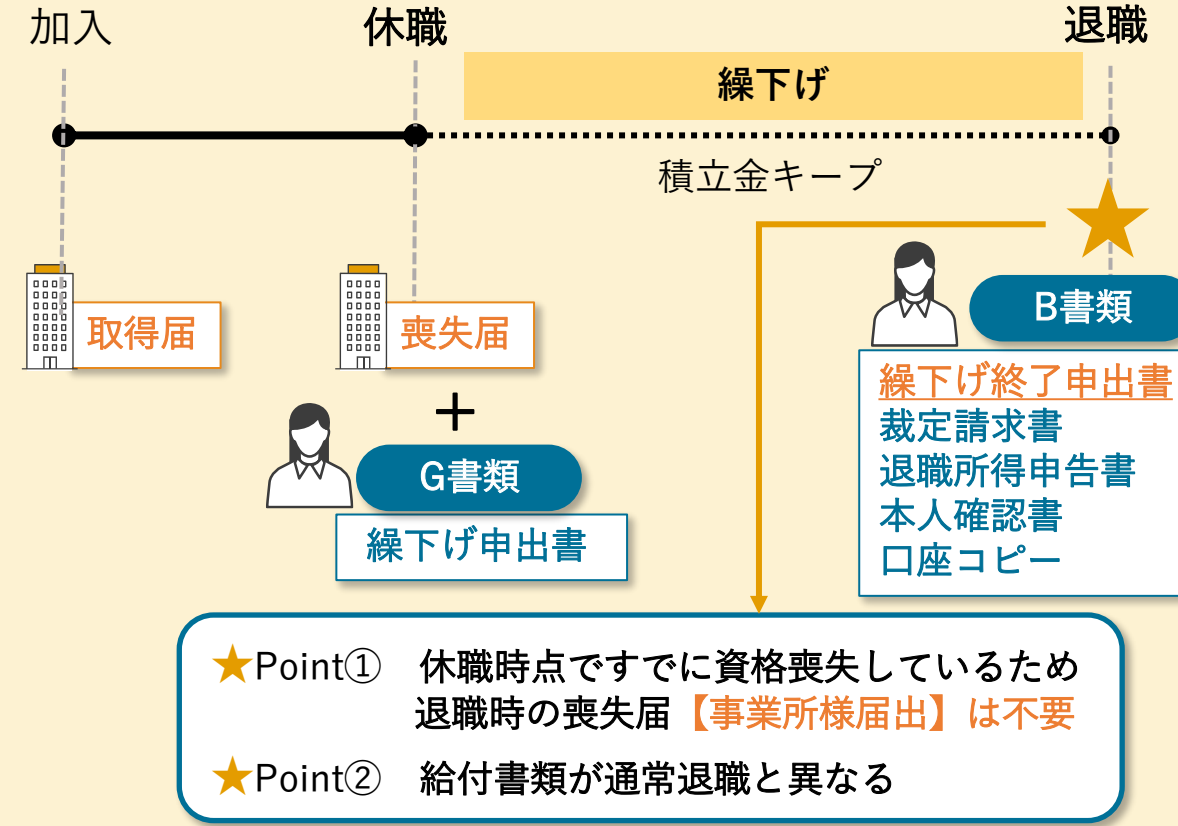 加入
休職
退職
繰下げ
積立金キープ
取得届
喪失届
+
G書類
繰下げ申出書
B書類
繰下げ終了申出書
裁定請求書
退職所得申告書
本人確認書
口座コピー
★Point① 休職時点ですでに資格喪失しているため
退職時の喪失届【事業所様届出】は不要
★Point② 給付書類が通常退職と異なる